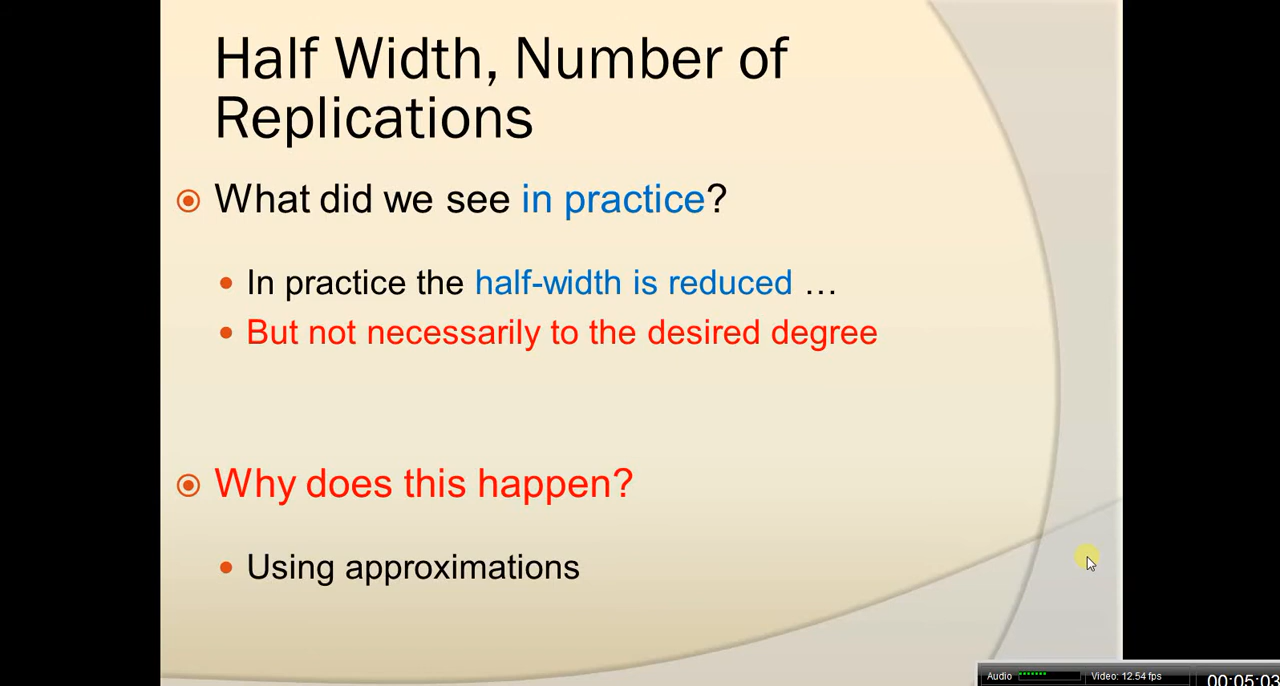 Half Width, Number of
Replications
What did we see in practice?
In practice the half-width is reduced …
But not necessarily to the desired degree
Why does this happen?
Using approximations
Audio Video: 12.54 fps 00:05:03